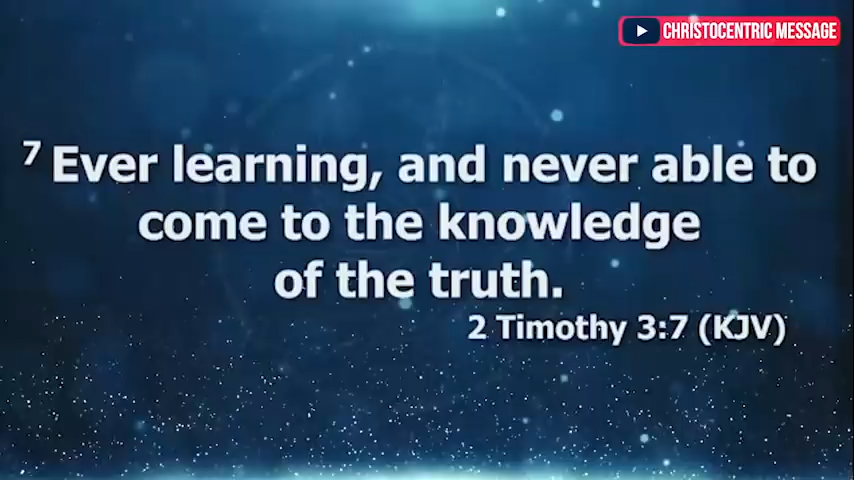 CHRISTOCENTRIC MESSAGE
7 Ever learning, and never able to
come to the knowledge
of the truth.
2 Timothy 3:7 (KJV)